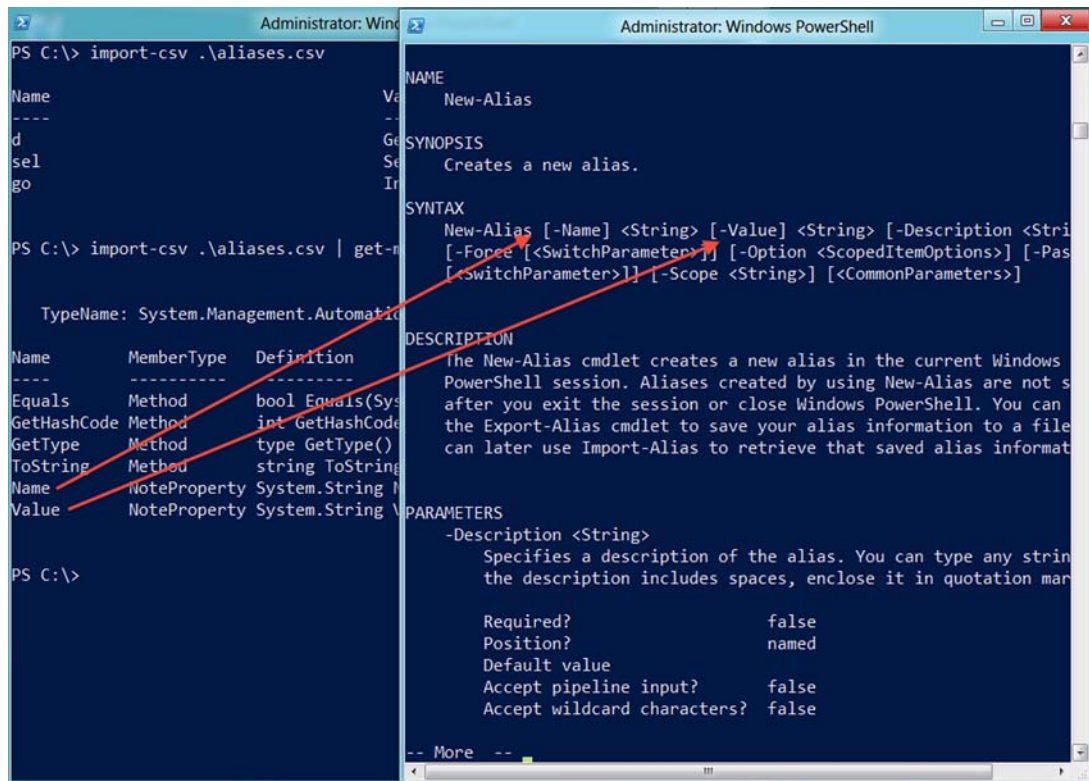 Administrator: Wind
PS C:\> import-csv .\aliases.csv
Name Va
---- --
d Ge
sel Se
go In
PS C:\> import-csv .\aliases.csv | get-m
TypeName: System.Management.Automatic
Name MemberType Definition
---- ---------- ----------
Equals Method bool Equals(Sys
GetHashCode Method int GetHashCode
GetType Method type GetType()
ToString Method string ToString
Name NoteProperty System.String N
Value NoteProperty System.String V
PS C:\>
Administrator: Windows PowerShell
NAME
New-Alias
SYNOPSIS
Creates a new alias.
SYNTAX
New-Alias [-Name] <String> [-Value] <String> [-Description <Stri
[-Force [<SwitchParameter>]] [-Option <ScopedItemOptions>] [-Pas
[<SwitchParameter>]] [-Scope <String>] [<CommonParameters>]
DESCRIPTION
The New-Alias cmdlet creates a new alias in the current Windows
PowerShell session. Aliases created by using New-Alias are not s
after you exit the session or close Windows PowerShell. You can
the Export-Alias cmdlet to save your alias information to a file
can later use Import-Alias to retrieve that saved alias informat
PARAMETERS
-Description <String>
Specifies a description of the alias. You can type any strin
the description includes spaces, enclose it in quotation mar
Required? false
Position? named
Default value
Accept pipeline input? false
Accept wildcard characters? false
-- More --